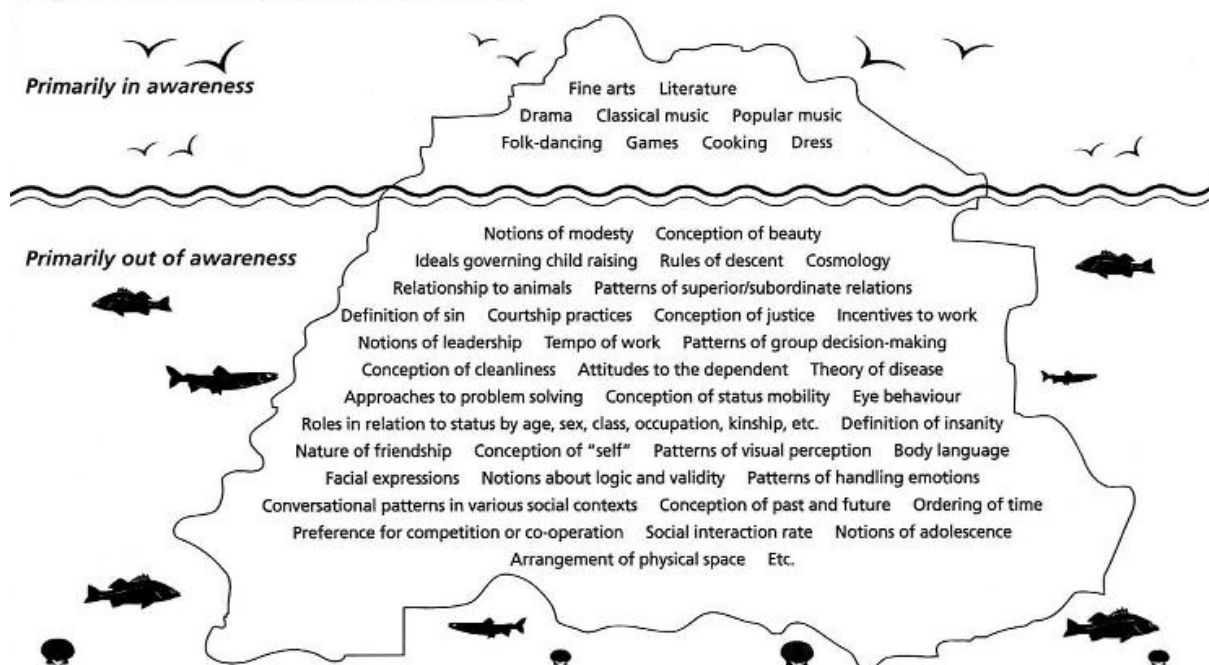 Primarily in awareness
Fine arts Literature
Drama Classical music Popular music
Folk-dancing Games Cooking Dress
Primarily out of awareness
Notions of modesty Conception of beauty
Ideals governing child raising Rules of descent Cosmology
Relationship to animals Patterns of superior/subordinate relations
Definition of sin Courtship practices Conception of justice Incentives to work
Notions of leadership Tempo of work Patterns of group decision-making
Conception of cleanliness Attitudes to the dependent Theory of disease
Approaches to problem solving Conception of status mobility Eye behaviour
Roles in relation to status by age, sex, class, occupation, kinship, etc. Definition of insanity
Nature of friendship Conception of "self" Patterns of visual perception Body language
Facial expressions Notions about logic and validity Patterns of handling emotions
Conversational patterns in various social contexts Conception of past and future Ordering of time
Preference for competition or co-operation Social interaction rate Notions of adolescence
Arrangement of physical space Etc.